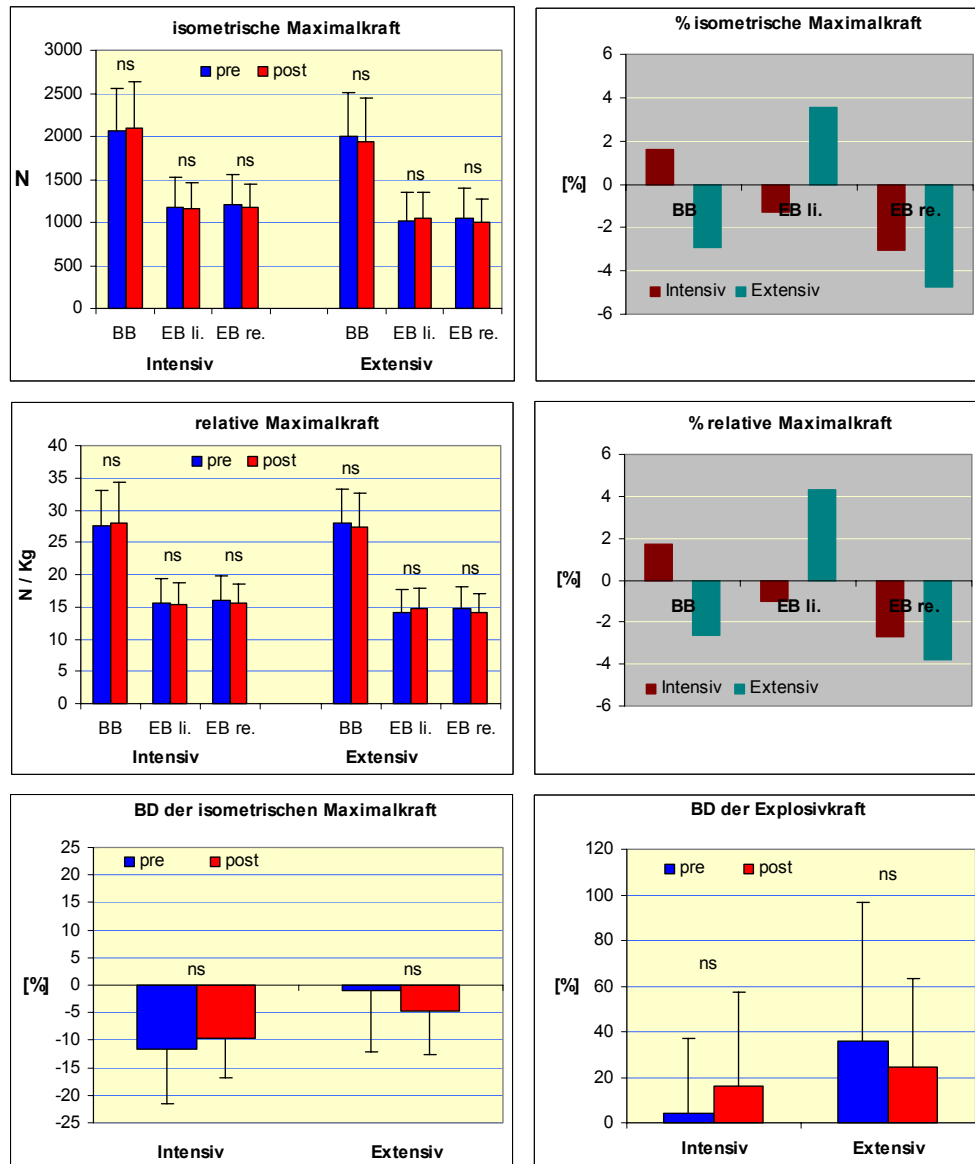 isometrische Maximalkraft
pre post
3000
2500
2000
1500
1000
500
0
N
ns
ns
ns
ns
ns
ns
BB EB li. EB re. BB EB li. EB re.
Intensiv Extensiv
% isometrische Maximalkraft
6
4
2
0
-2
-4
-6
[%]
BB EB li. EB re.
Intensiv Extensiv
relative Maximalkraft
pre post
40
35
30
25
20
15
10
5
0
N / Kg
ns
ns
ns
ns
ns
ns
BB EB li. EB re. BB EB li. EB re.
Intensiv Extensiv
% relative Maximalkraft
6
4
2
0
-2
-4
-6
[%]
BB EB li. EB re.
Intensiv Extensiv
BD der isometrischen Maximalkraft
pre post
25
20
15
10
5
0
-5
-10
-15
-20
-25
[%]
ns
ns
Intensiv Extensiv
BD der Explosivkraft
pre post
120
100
80
60
40
20
0
[%]
ns
ns
Intensiv Extensiv